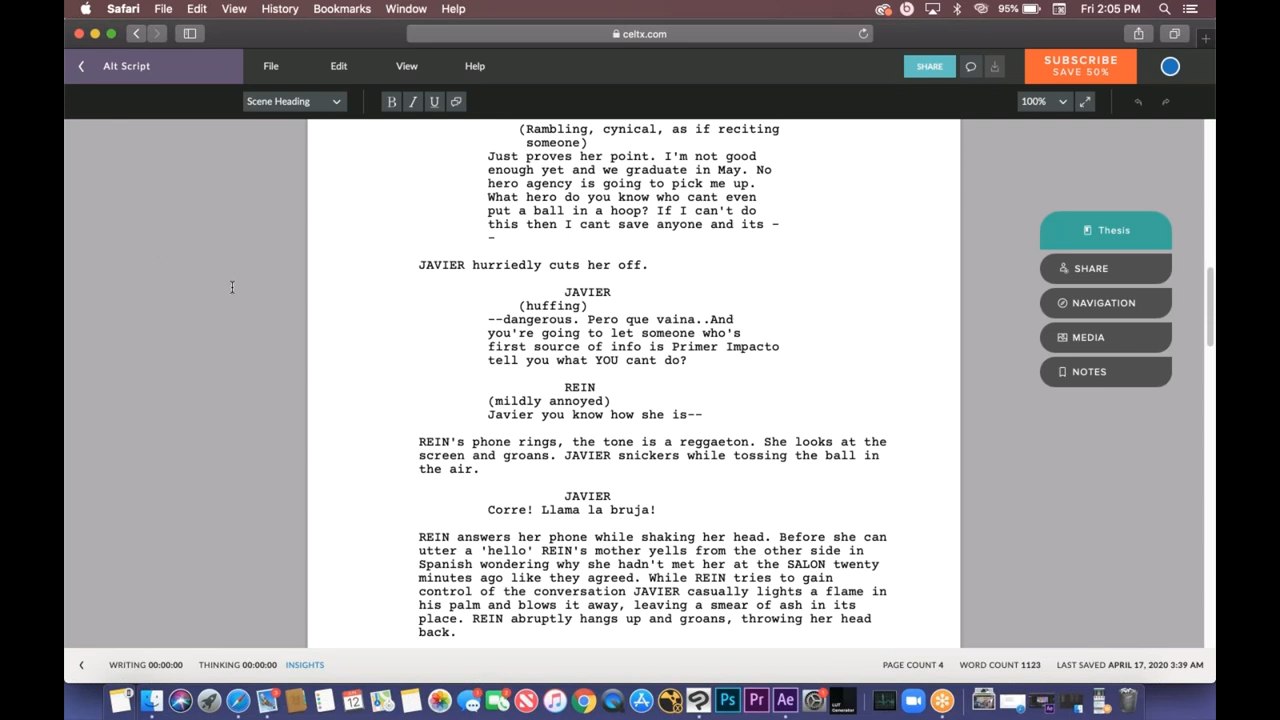 Safari File Edit View History Bookmarks Window Help 95% Fri 2:05 PM
celtx.com
Alt Script File Edit View Help SHARE SUBSCRIBE
SAVE 50%
Scene Heading B I U 100%
(Rambling, cynical, as if reciting
someone)
Just proves her point. I'm not good
enough yet and we graduate in May. No
hero agency is going to pick me up.
What hero do you know who cant even
put a ball in a hoop? If I can't do
this then I cant save anyone and its -
-
JAVIER hurriedly cuts her off.
JAVIER
(huffing)
--dangerous. Pero que vaina..And
you're going to let someone who's
first source of info is Primer Impacto
tell you what YOU cant do?
REIN
(mildly annoyed)
Javier you know how she is--
REIN's phone rings, the tone is a reggaeton. She looks at the
screen and groans. JAVIER snickers while tossing the ball in
the air.
JAVIER
Corre! Llama la bruja!
REIN answers her phone while shaking her head. Before she can
utter a 'hello' REIN's mother yells from the other side in
Spanish wondering why she hadn't met her at the SALON twenty
minutes ago like they agreed. While REIN tries to gain
control of the conversation JAVIER casually lights a flame in
his palm and blows it away, leaving a smear of ash in its
place. REIN abruptly hangs up and groans, throwing her head
back.
Thesis
SHARE
NAVIGATION
MEDIA
NOTES
WRITING 00:00:00 THINKING 00:00:00 INSIGHTS PAGE COUNT 4 WORD COUNT 1123 LAST SAVED APRIL 17, 2020 3:39 AM
12 Ps Pr Ae